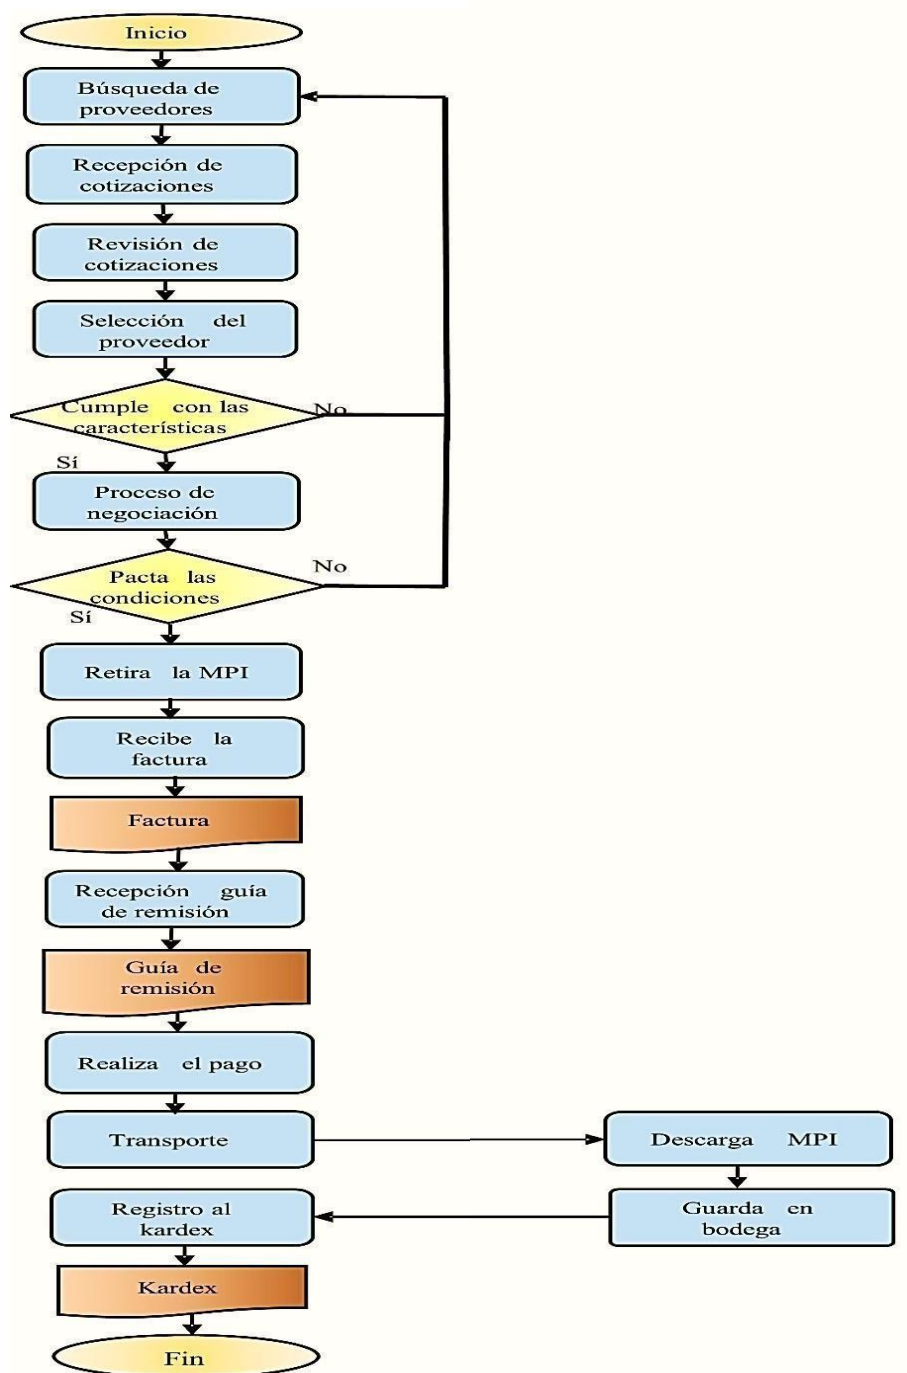 Inicio
Búsqueda de
proveedores
Recepción de
cotizaciones
Revisión de
cotizaciones
Selección del
proveedor
Cumple con las
características
No
Sí
Proceso de
negociación
Pacta las
condiciones
No
Sí
Retira la MPI
Recibe la
factura
Factura
Recepción guía
de remisión
Guía de
remisión
Realiza el pago
Transporte
Descarga MPI
Guarda en
bodega
Registro al
kardex
Kardex
Fin